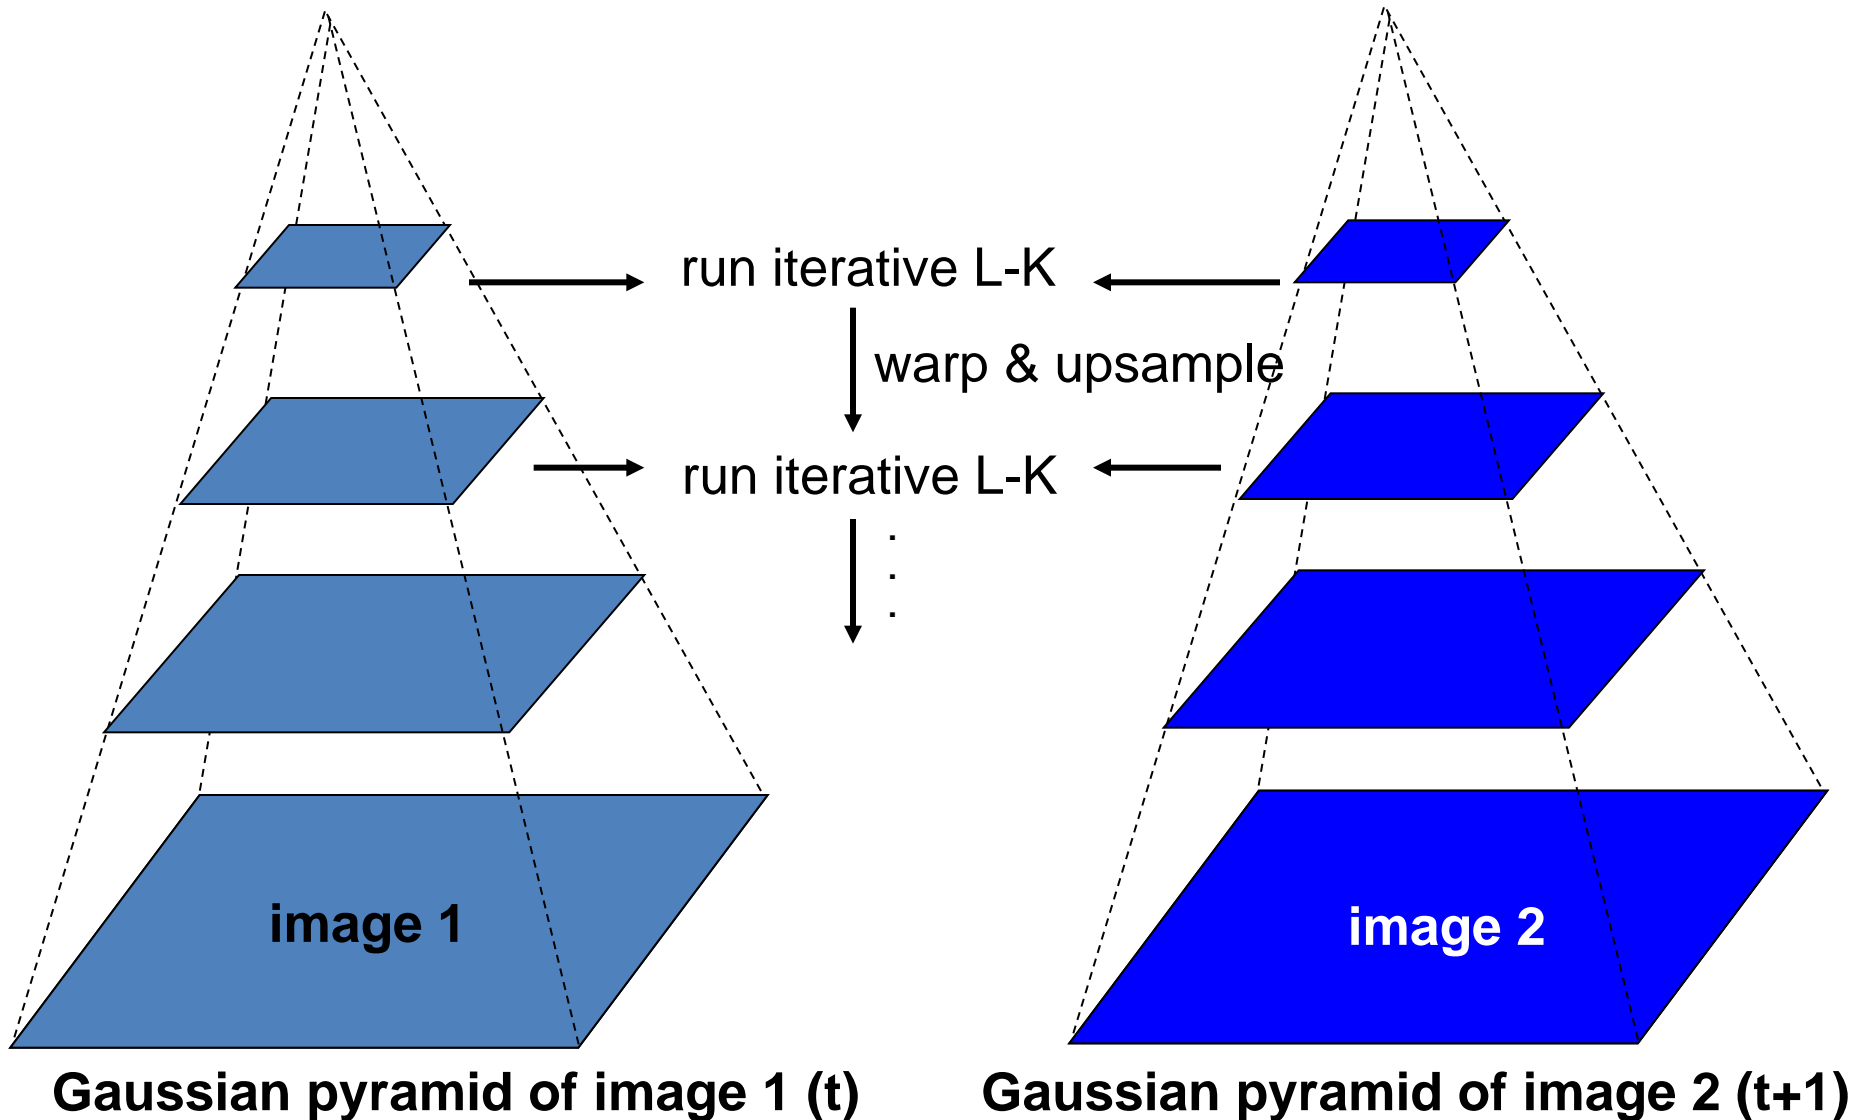 run iterative L-K
warp & upsample
run iterative L-K
.
.
.
image 1
image 2
Gaussian pyramid of image 1 (t)
Gaussian pyramid of image 2 (t+1)